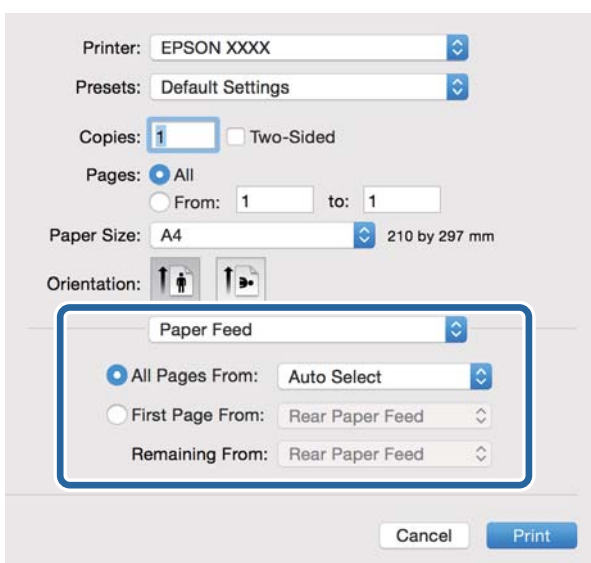 Printer: EPSON XXXX
Presets: Default Settings
Copies: 1 Two-Sided
Pages: All
From: 1 to: 1
Paper Size: A4 210 by 297 mm
Orientation:
Paper Feed
All Pages From: Auto Select
First Page From: Rear Paper Feed
Remaining From: Rear Paper Feed
Cancel Print